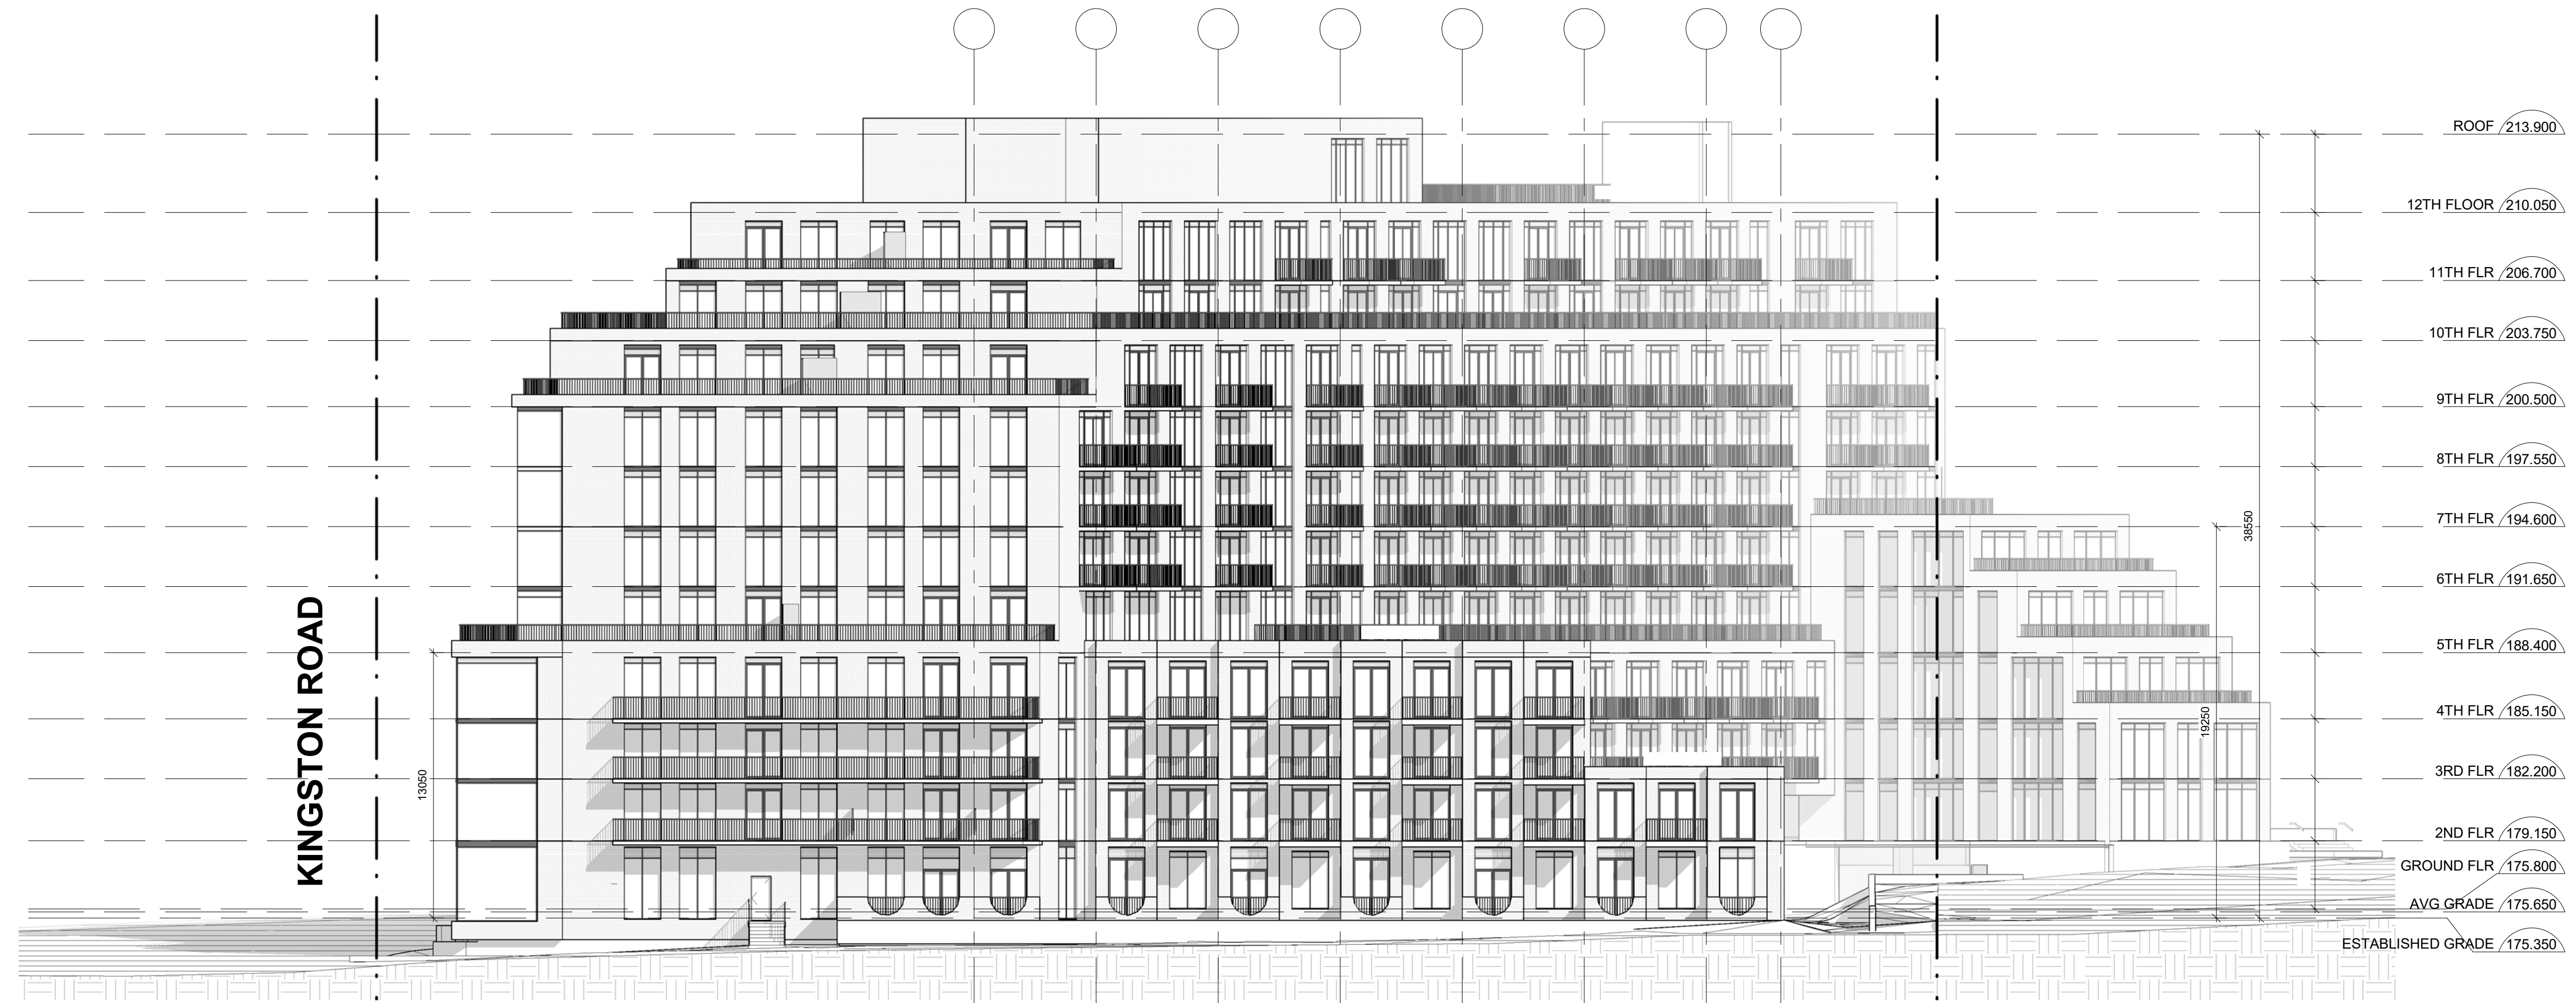 ROOF 213.900
12TH FLOOR 210.050
11TH FLR 206.700
10TH FLR 203.750
9TH FLR 200.500
8TH FLR 197.550
7TH FLR 194.600
38550
6TH FLR 191.650
KINGSTON ROAD
5TH FLR 188.400
4TH FLR 185.150
19250
3RD FLR 182.200
13050
2ND FLR 179.150
GROUND FLR 175.800
AVG GRADE 175.650
ESTABLISHED GRADE 175.350